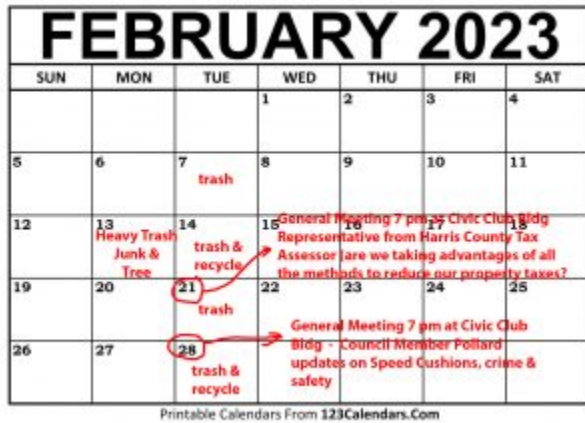 FEBRUARY 2023
SUN MON TUE WED THU FRI SAT
1 2 3 4
5 6 7 8 9 10 11
trash
12 13 14 15 16 17 18
Heavy Trash
Junk &
Tree
trash &
recycle
General Meeting 7 pm at Civic Club Bldg
Representative from Harris County Tax
Assessor (are we taking advantages of all
the methods to reduce our property taxes?
19 20 21 22 23 24 25
trash
General Meeting 7 pm at Civic Club
Bldg - Council Member Pollard
updates on Speed Cushions, crime &
safety
26 27 28
trash &
recycle
Printable Calendars From 123Calendars.Com